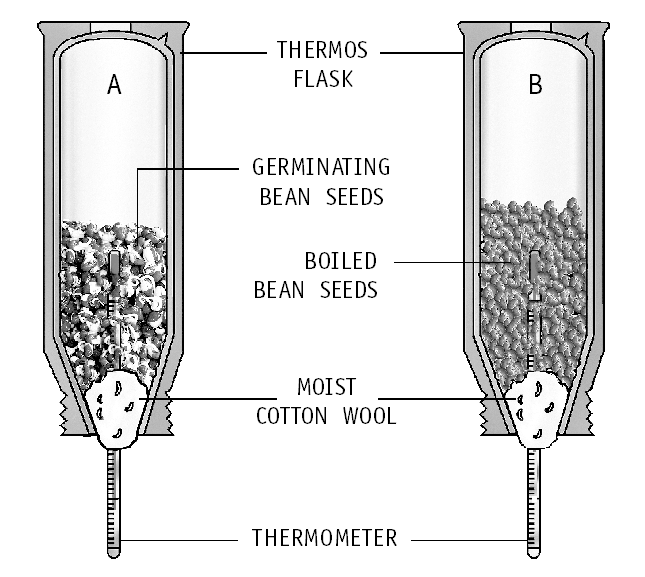 A
THERMOS
FLASK
B
GERMINATING
BEAN SEEDS
BOILED
BEAN SEEDS
MOIST
COTTON WOOL
THERMOMETER